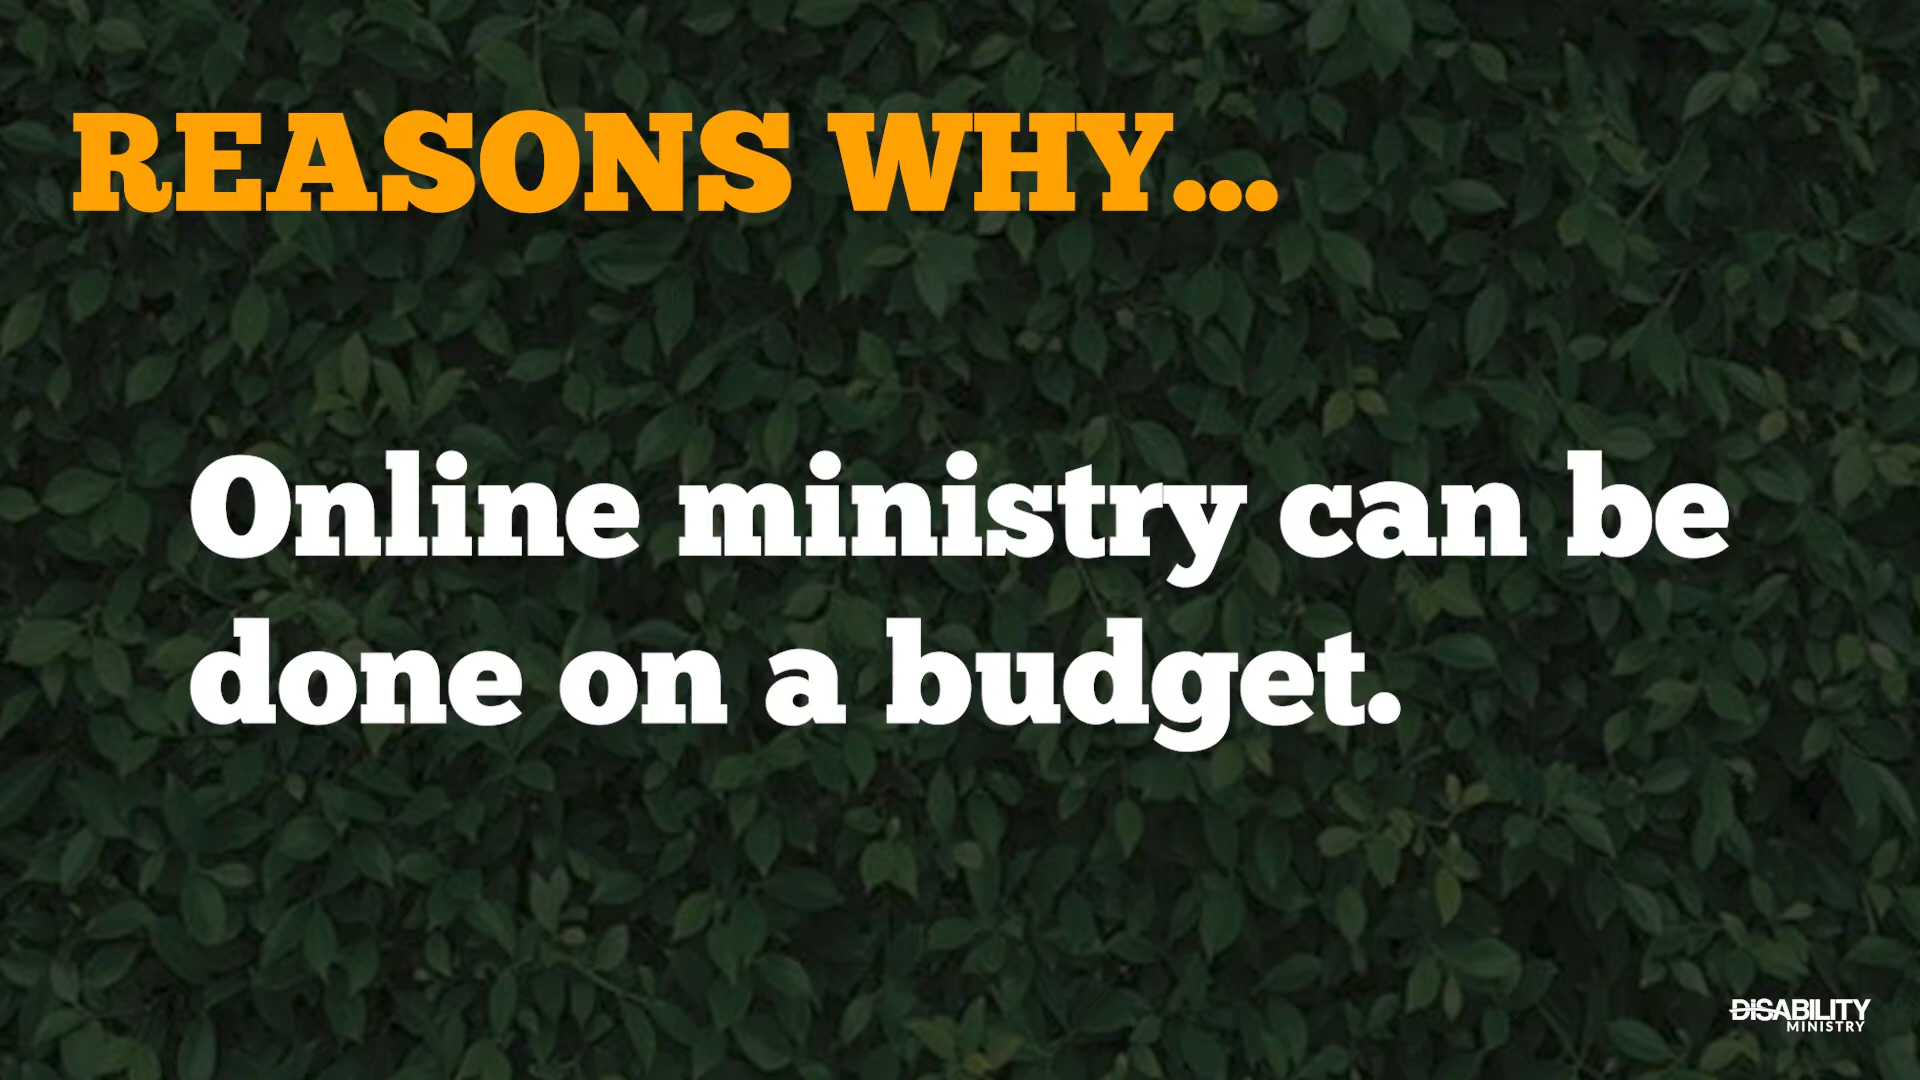 REASONS WHY...
Online ministry can be
done on a budget.
DiSABILITY
MINISTRY